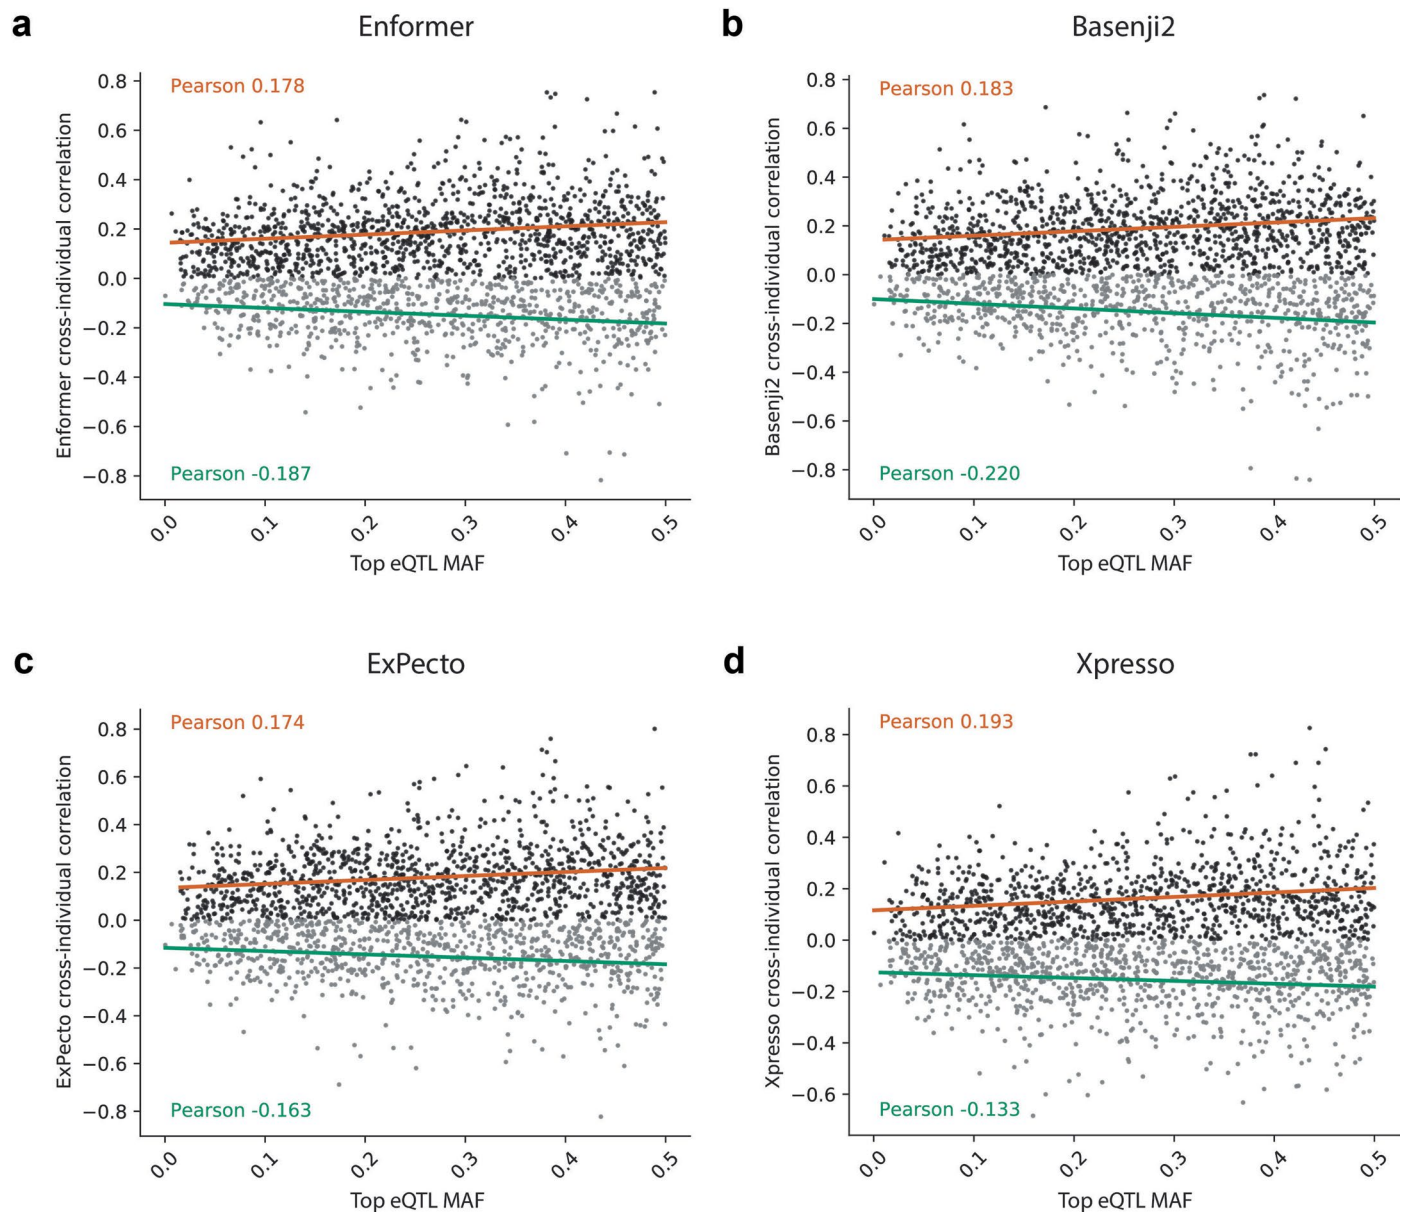 a
Enformer
Pearson 0.178
Enformer cross-individual correlation
0.8
0.6
0.4
0.2
0.0
−0.2
−0.4
−0.6
−0.8
Pearson -0.187
0.0 0.1 0.2 0.3 0.4 0.5
Top eQTL MAF
b
Basenji2
Pearson 0.183
Basenji2 cross-individual correlation
0.8
0.6
0.4
0.2
0.0
−0.2
−0.4
−0.6
−0.8
Pearson -0.220
0.0 0.1 0.2 0.3 0.4 0.5
Top eQTL MAF
c
ExPecto
Pearson 0.174
ExPecto cross-individual correlation
0.8
0.6
0.4
0.2
0.0
−0.2
−0.4
−0.6
−0.8
Pearson -0.163
0.0 0.1 0.2 0.3 0.4 0.5
Top eQTL MAF
d
Xpresso
Pearson 0.193
Xpresso cross-individual correlation
0.8
0.6
0.4
0.2
0.0
−0.2
−0.4
−0.6
Pearson -0.133
0.0 0.1 0.2 0.3 0.4 0.5
Top eQTL MAF